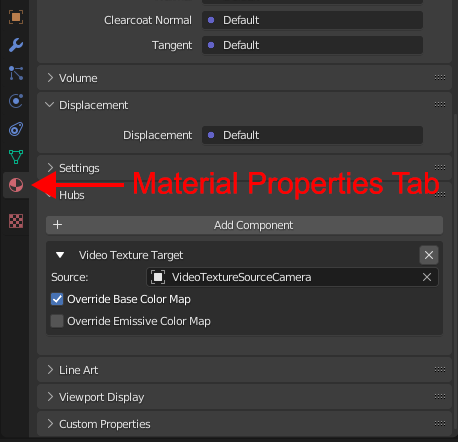 Clearcoat Normal Default
Tangent Default
Volume
Displacement
Displacement Default
Settings
Material Properties Tab
Hubs
Add Component
Video Texture Target
Source: VideoTextureSourceCamera
Override Base Color Map
Override Emissive Color Map
Line Art
Viewport Display
Custom Properties